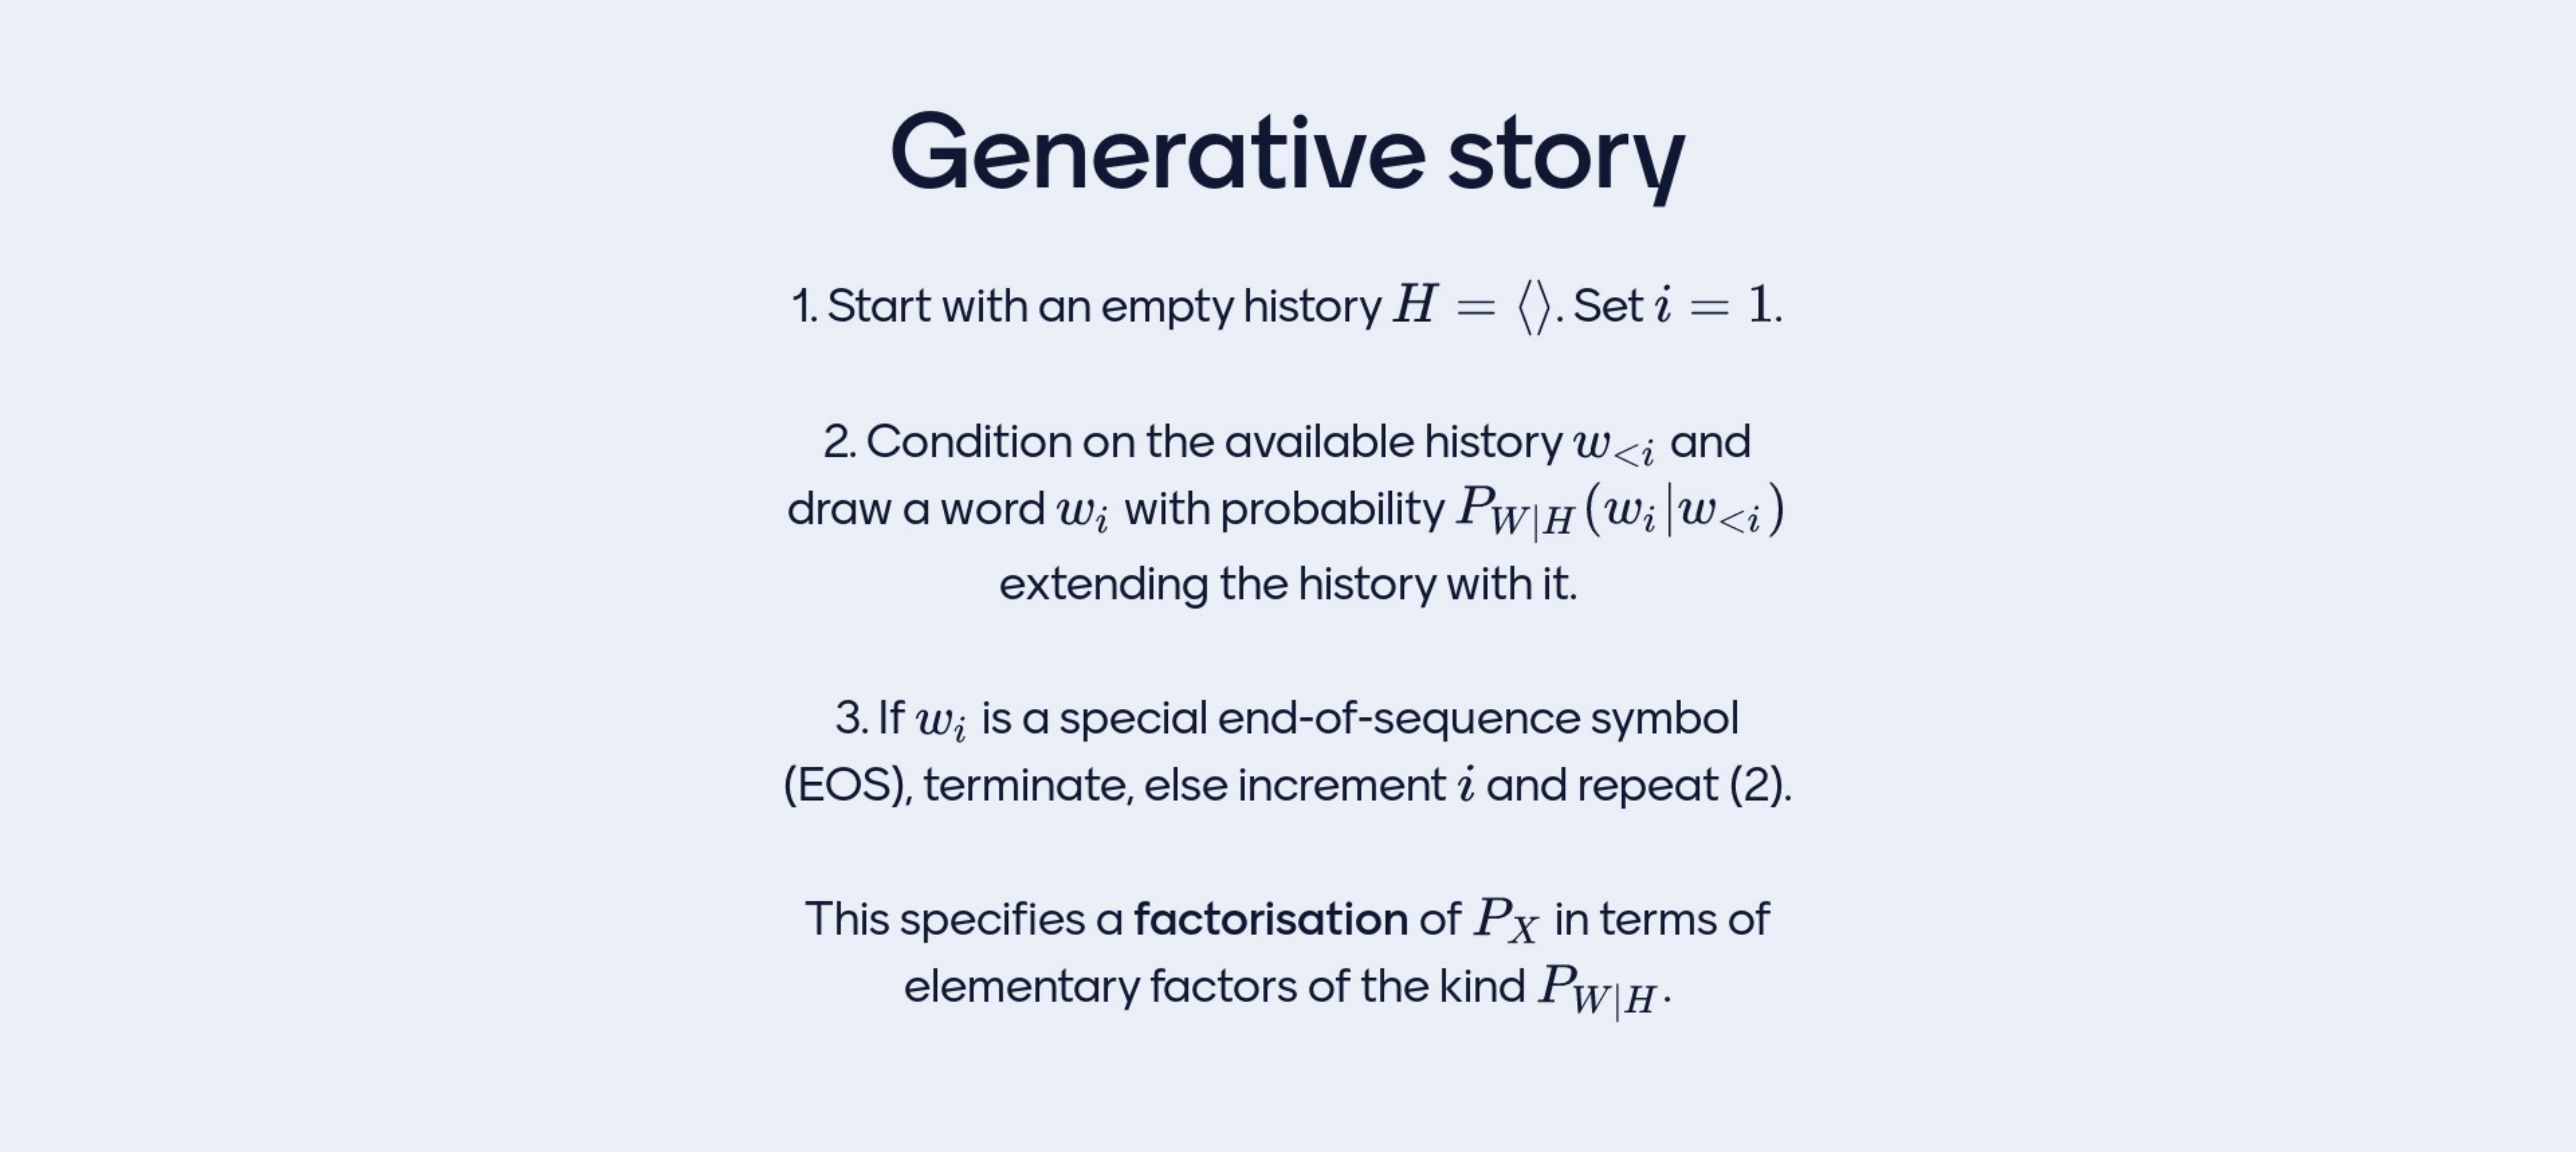 Generative story
1. Start with an empty history H = ⟨⟩. Set i = 1.
2. Condition on the available history w_{<i} and
draw a word w_i with probability P_{W|H}(w_i|w_{<i})
extending the history with it.
3. If w_i is a special end-of-sequence symbol
(EOS), terminate, else increment i and repeat (2).
This specifies a factorisation of P_X in terms of
elementary factors of the kind P_{W|H}.